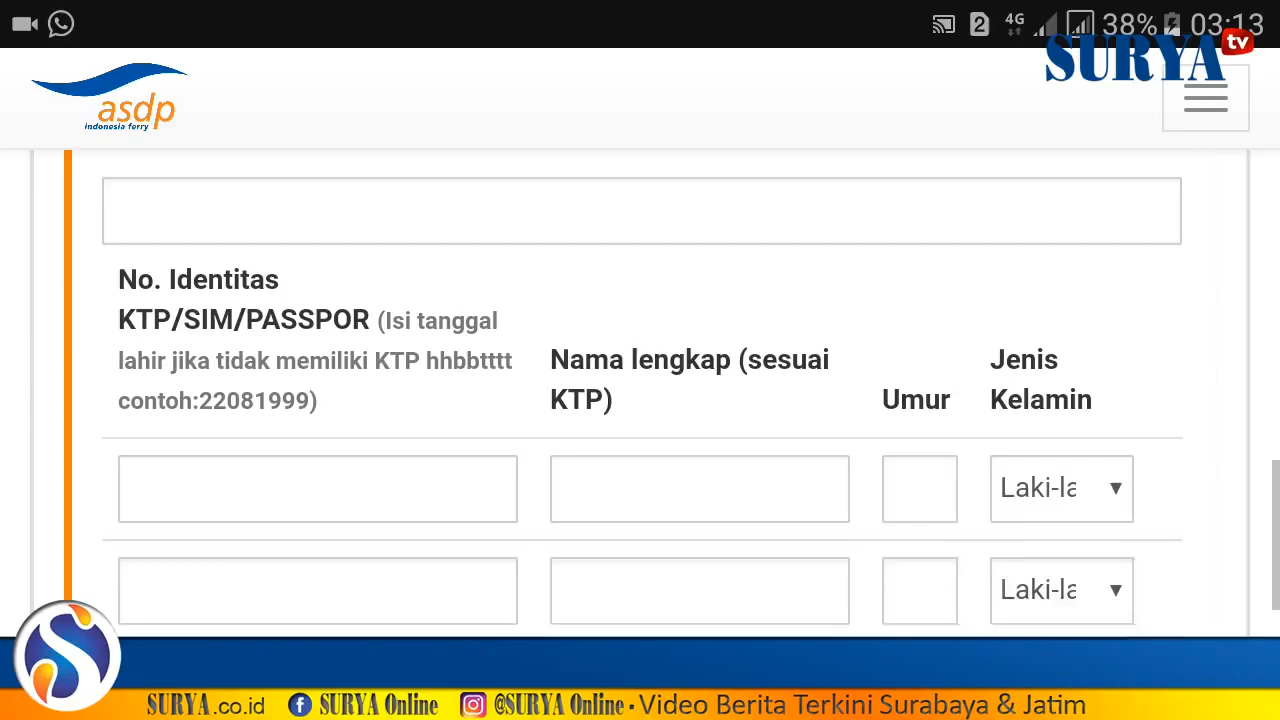 2 4G 38% 03:13
SURYA tv
asdp
indonesia ferry
No. Identitas
KTP/SIM/PASSPOR (Isi tanggal
lahir jika tidak memiliki KTP hhbbtttt
contoh:22081999)
Nama lengkap (sesuai
KTP)
Umur
Jenis
Kelamin
Laki-la
Laki-la
SURYA.co.id f SURYA Online @SURYA Online · Video Berita Terkini Surabaya & Jatim